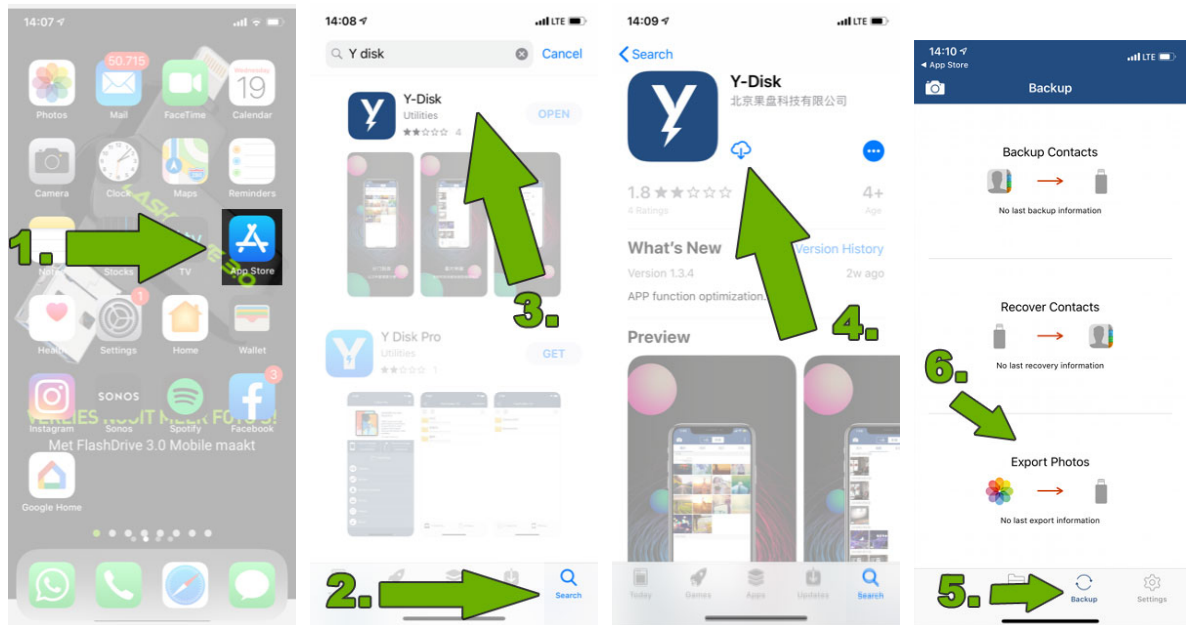 14:07
50.715
Wednesday
19
Photos
Mail
FaceTime
Calendar
Camera
Clock
Maps
Reminders
1.
Notes
Stocks
TV
App Store
1
Health
Settings
Home
Wallet
3
SONOS
VERLIES NOOIT MEER FOTO'S!
Instagram
Sonos
Spotify
Facebook
Met FlashDrive 3.0 Mobile maakt
Google Home
14:08
LTE
Y disk
Cancel
Y-Disk
Utilities
4
OPEN
3.
Y Disk Pro
Utilities
1
GET
2.
Search
14:09
LTE
Search
Y-Disk
北京果盘科技有限公司
1.8
4+
4 Ratings
Age
What's New
Version History
Version 1.3.4
2w ago
APP function optimization.
4.
Preview
Today
Games
Apps
Updates
Search
14:10
LTE
App Store
Backup
Backup Contacts
No last backup information
Recover Contacts
No last recovery information
6.
Export Photos
No last export information
5.
Backup
Settings